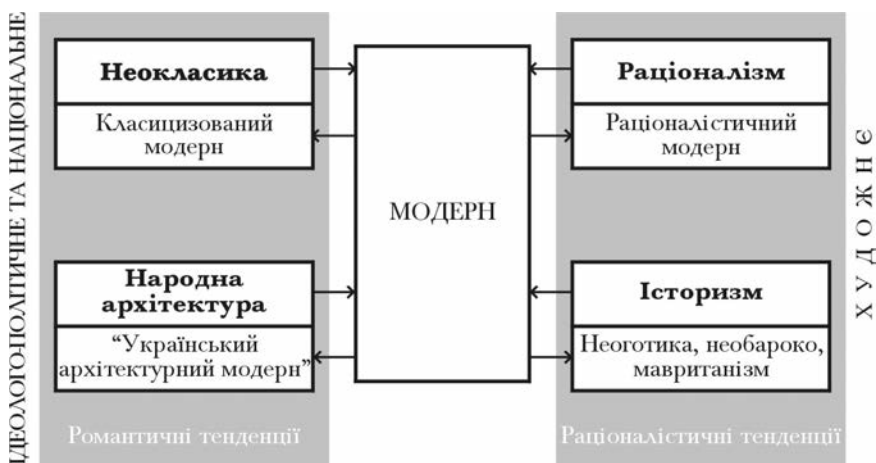 ІДЕОЛОГО-ПОЛІТИЧНЕ ТА НАЦІОНАЛЬНЕ
Неокласика
Класицизований
модерн
Народна
архітектура
“Український
архітектурний модерн”
Романтичні тенденції
МОДЕРН
Раціоналізм
Раціоналістичний
модерн
Історизм
Неоготика, необароко,
мавританізм
Раціоналістичні тенденції
ХУДОЖНЄ